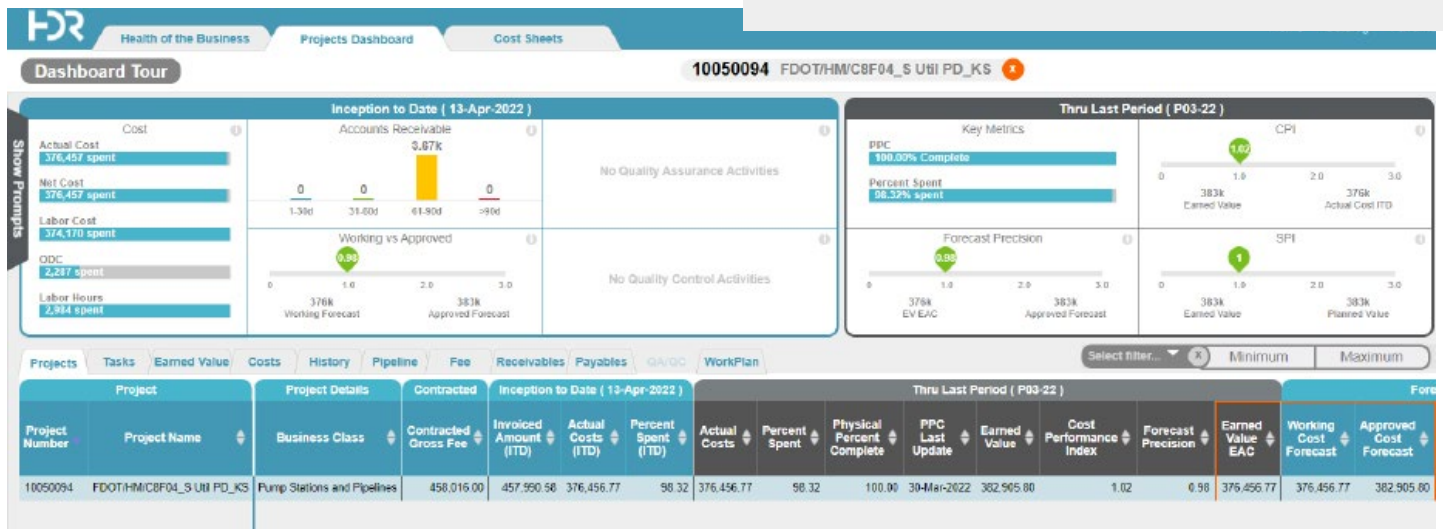 HDR
Health of the Business Projects Dashboard Cost Sheets
Dashboard Tour
10050094 FDOT/HM/C8F04_S Util PD_KS x
Show Prompts
Inception to Date ( 13-Apr-2022 )
Cost
Actual Cost
376,457 spent
Net Cost
376,457 spent
Labor Cost
374,170 spent
ODC
2,287 spent
Labor Hours
2,984 spent
Accounts Receivable
3.67k
0 0 0
1-30d 31-60d 61-90d >90d
Working vs Approved
0.98
0 1.0 2.0 3.0
376k 383k
Working Forecast Approved Forecast
No Quality Assurance Activities
No Quality Control Activities
Thru Last Period ( P03-22 )
Key Metrics
PPC
100.00% Complete
Percent Spent
98.32% spent
CPI
1.02
0 1.0 2.0 3.0
383k 376k
Earned Value Actual Cost ITD
Forecast Precision
0.98
0 1.0 2.0 3.0
376k 383k
EV EAC Approved Forecast
SPI
1
0 1.0 2.0 3.0
383k 383k
Earned Value Planned Value
Projects Tasks Earned Value Costs History Pipeline Fee Receivables Payables QA/QC WorkPlan
Select filter... x Minimum Maximum
Project Project Details Contracted Inception to Date ( 13-Apr-2022 ) Thru Last Period ( P03-22 ) Fore
Project Number Project Name Business Class Contracted Gross Fee Invoiced Amount (ITD) Actual Costs (ITD) Percent Spent (ITD) Actual Costs Percent Spent Physical Percent Complete PPC Last Update Earned Value Cost Performance Index Forecast Precision Earned Value EAC Working Cost Forecast Approved Cost Forecast
10050094 FDOT/HM/C8F04_S Util PD_KS Pump Stations and Pipelines 458,016.00 457,990.58 376,456.77 98.32 376,456.77 98.32 100.00 30-Mar-2022 382,905.80 1.02 0.98 376,456.77 376,456.77 382,905.80